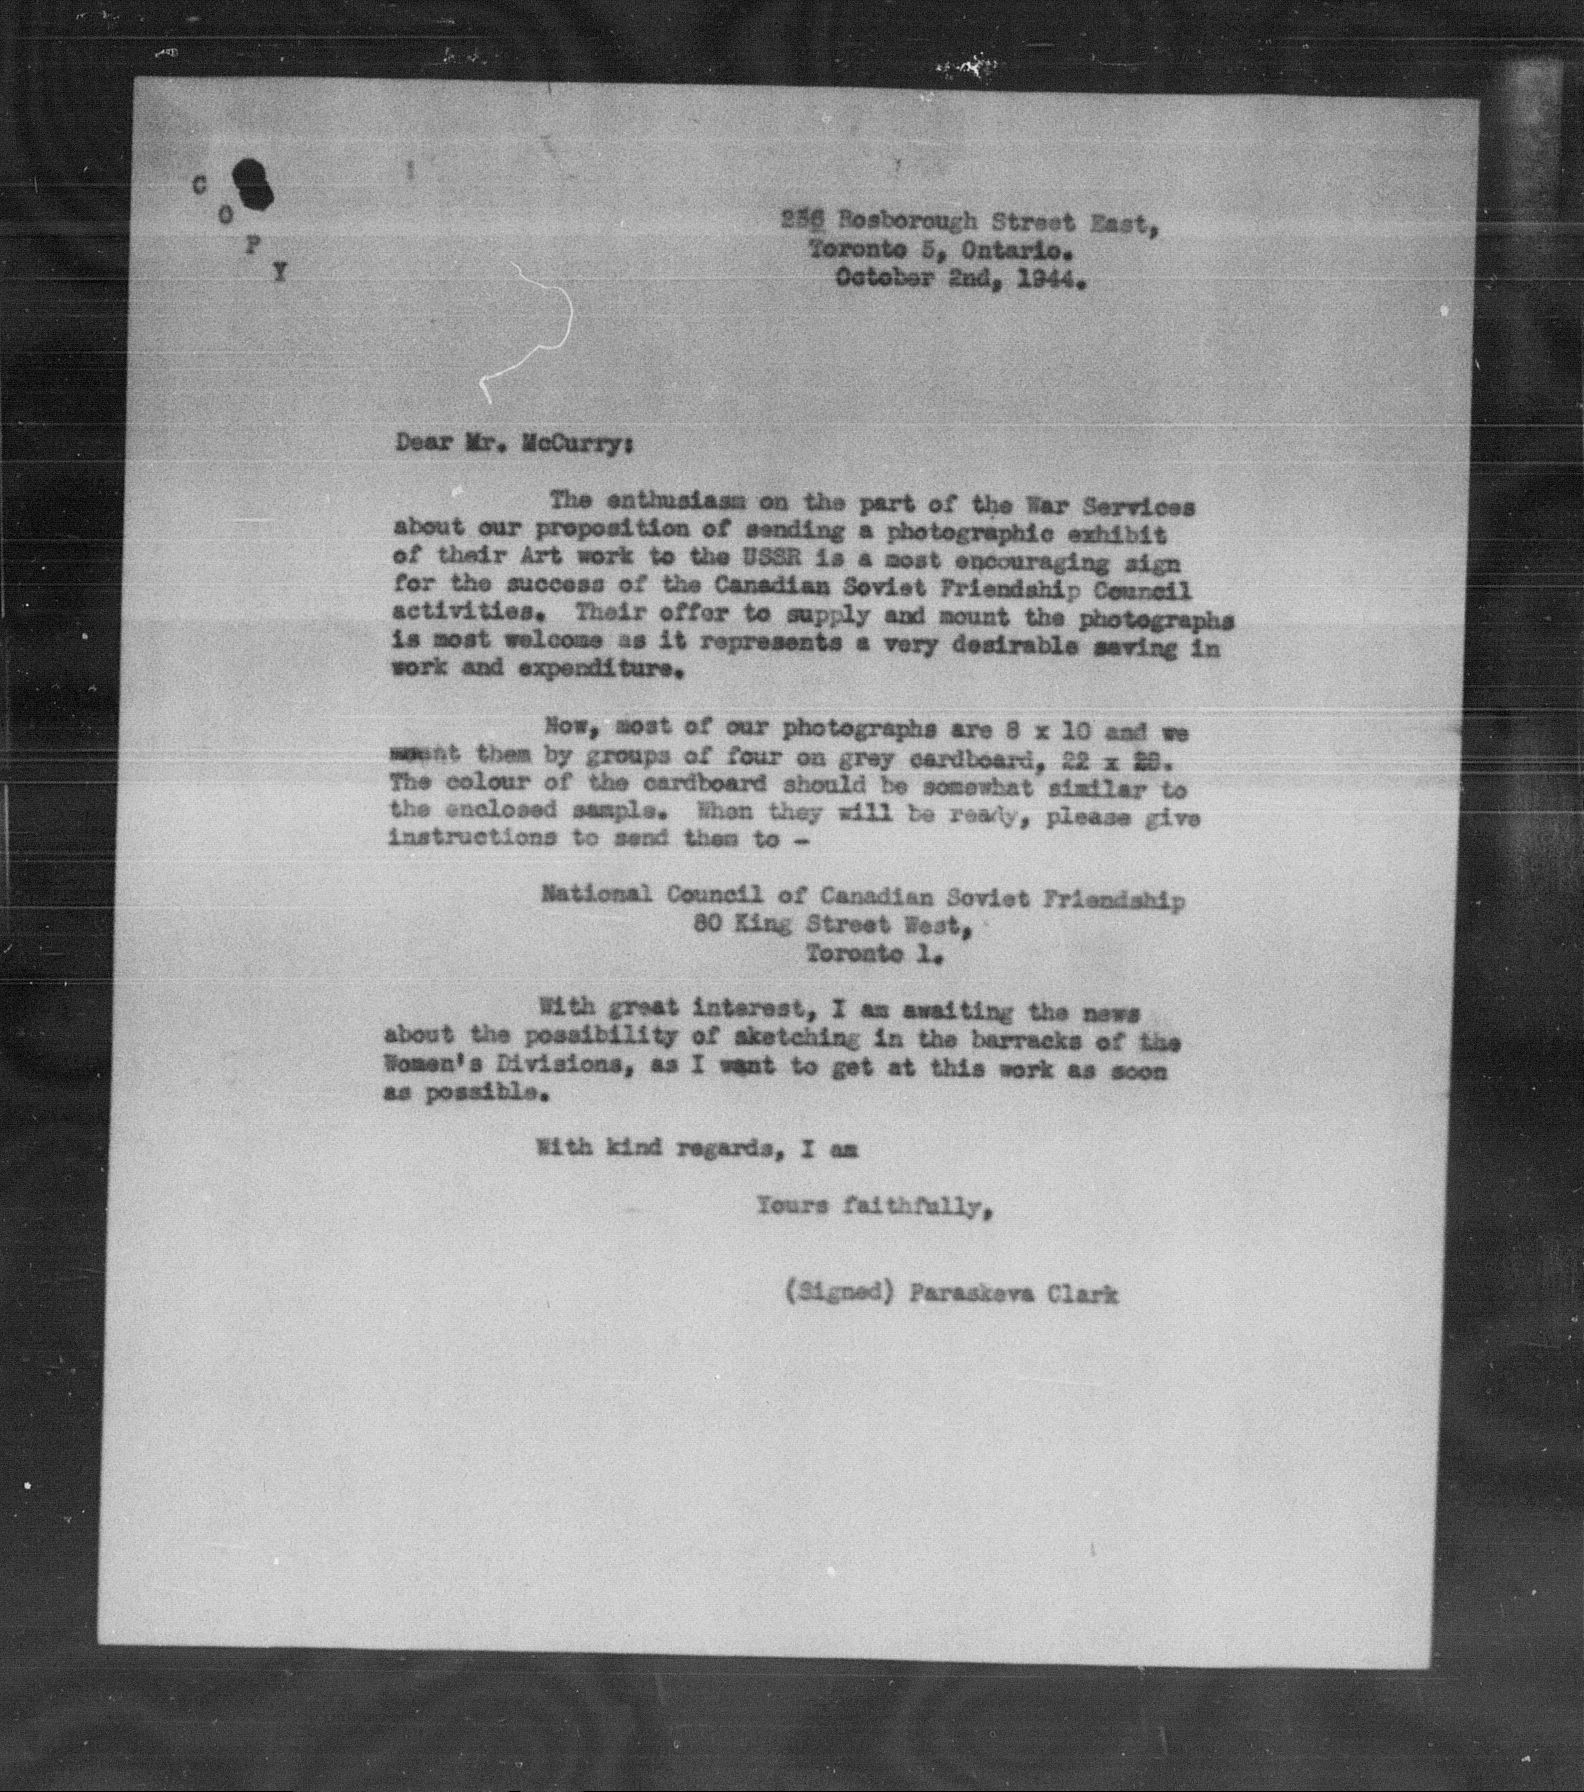 C
O
P
Y
256 Rosborough Street East,
Toronto 5, Ontario.
October 2nd, 1944.
Dear Mr. McCurry:
The enthusiasm on the part of the War Services
about our proposition of sending a photographic exhibit
of their Art work to the USSR is a most encouraging sign
for the success of the Canadian Soviet Friendship Council
activities. Their offer to supply and mount the photographs
is most welcome as it represents a very desirable saving in
work and expenditure.
Now, most of our photographs are 8 x 10 and we
mount them by groups of four on grey cardboard, 22 x 28.
The colour of the cardboard should be somewhat similar to
the enclosed sample. When they will be ready, please give
instructions to send them to -
National Council of Canadian Soviet Friendship
80 King Street West,
Toronto 1.
With great interest, I am awaiting the news
about the possibility of sketching in the barracks of the
Women's Divisions, as I want to get at this work as soon
as possible.
With kind regards, I am
Yours faithfully,
(Signed) Paraskeva Clark